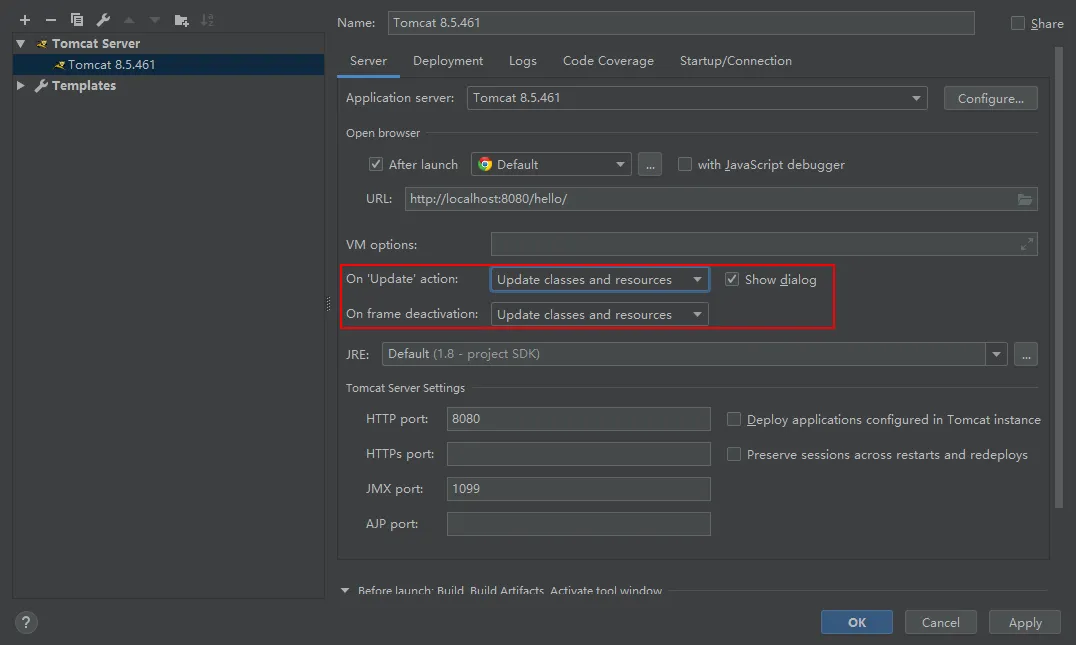 Name: Tomcat 8.5.461 Share
Tomcat Server
Tomcat 8.5.461
Templates
Server Deployment Logs Code Coverage Startup/Connection
Application server: Tomcat 8.5.461 Configure...
Open browser
After launch Default ... with JavaScript debugger
URL: http://localhost:8080/hello/
VM options:
On 'Update' action: Update classes and resources Show dialog
On frame deactivation: Update classes and resources
JRE: Default (1.8 - project SDK) ...
Tomcat Server Settings
HTTP port: 8080 Deploy applications configured in Tomcat instance
HTTPs port: Preserve sessions across restarts and redeploys
JMX port: 1099
AJP port:
Before launch: Build, Build Artifacts, Activate tool window
? OK Cancel Apply